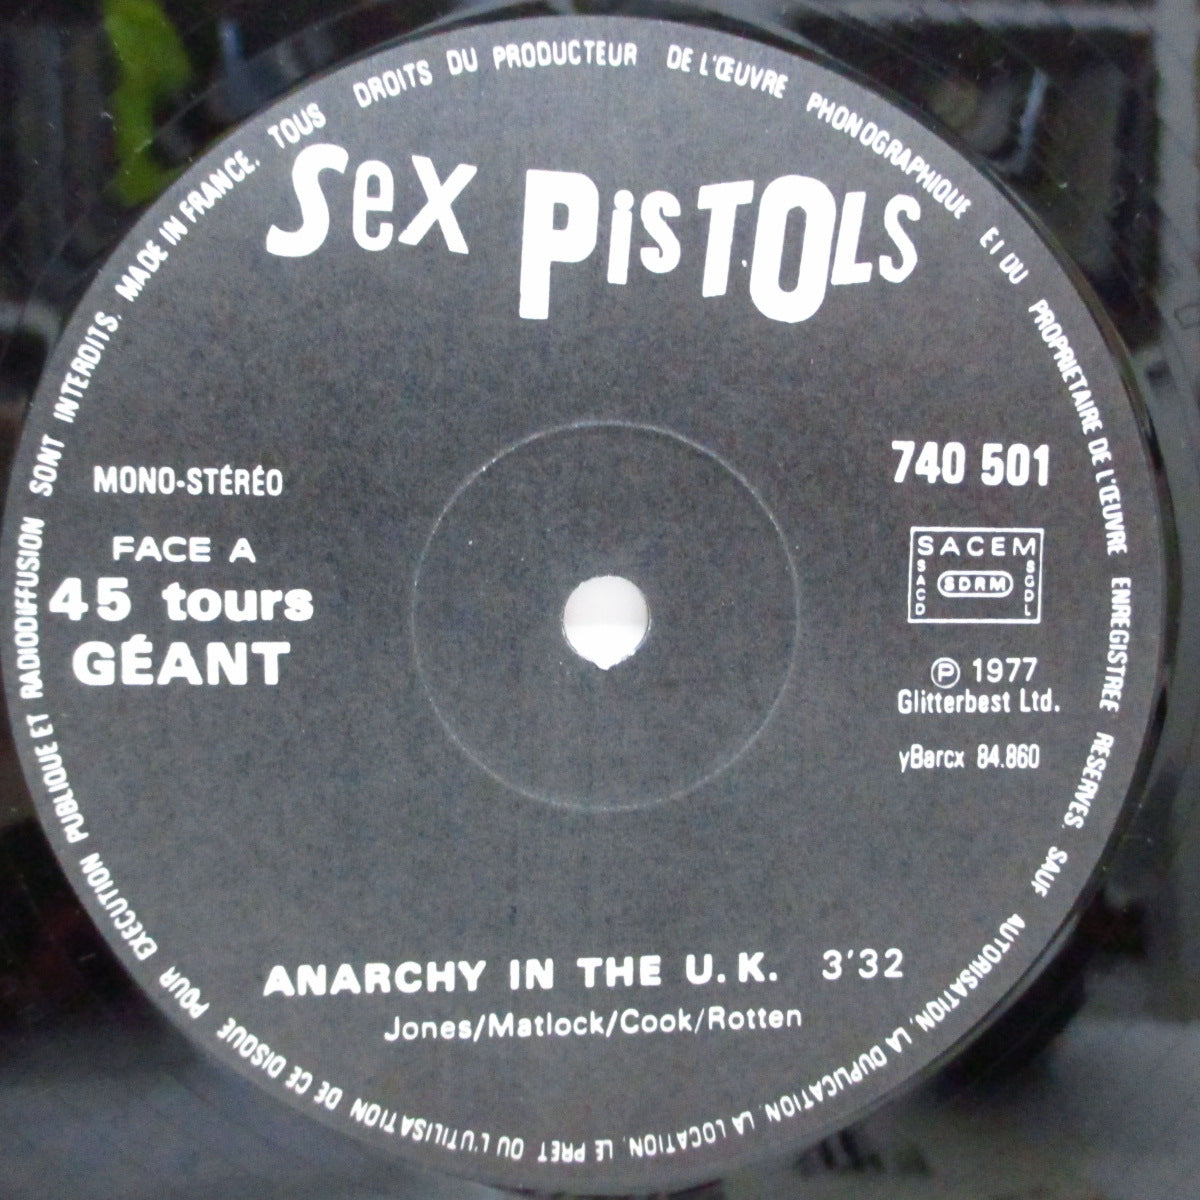 TOUS DROITS DU PRODUCTEUR DE L'ŒUVRE PHONOGRAPHIQUE ET DU PROPRIETAIRE DE L'ŒUVRE ENREGISTREE RESERVES. SAUF AUTORISATION, LA DUPLICATION, LA LOCATION, LE PRET OU L'UTILISATION DE CE DISQUE POUR EXECUTION PUBLIQUE ET RADIODIFFUSION SONT INTERDITS. MADE IN FRANCE.
Sex PisTOLS
MONO-STÉRÉO
FACE A
45 tours
GÉANT
740 501
SACEM
SACD
SDRM
SGDL
℗ 1977
Glitterbest Ltd.
yBarcx 84.860
ANARCHY IN THE U.K. 3'32
Jones/Matlock/Cook/Rotten